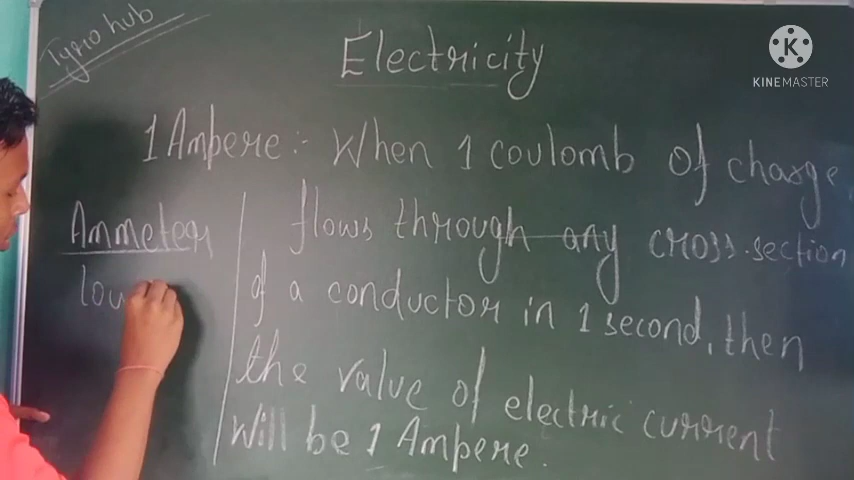 Tyro hub
Electricity
K
KINEMASTER
1 Ampere :- When 1 coulomb of charge,
flows through any cross-section
of a conductor in 1 second, then
the value of electric current
will be 1 Ampere.
Ammeter